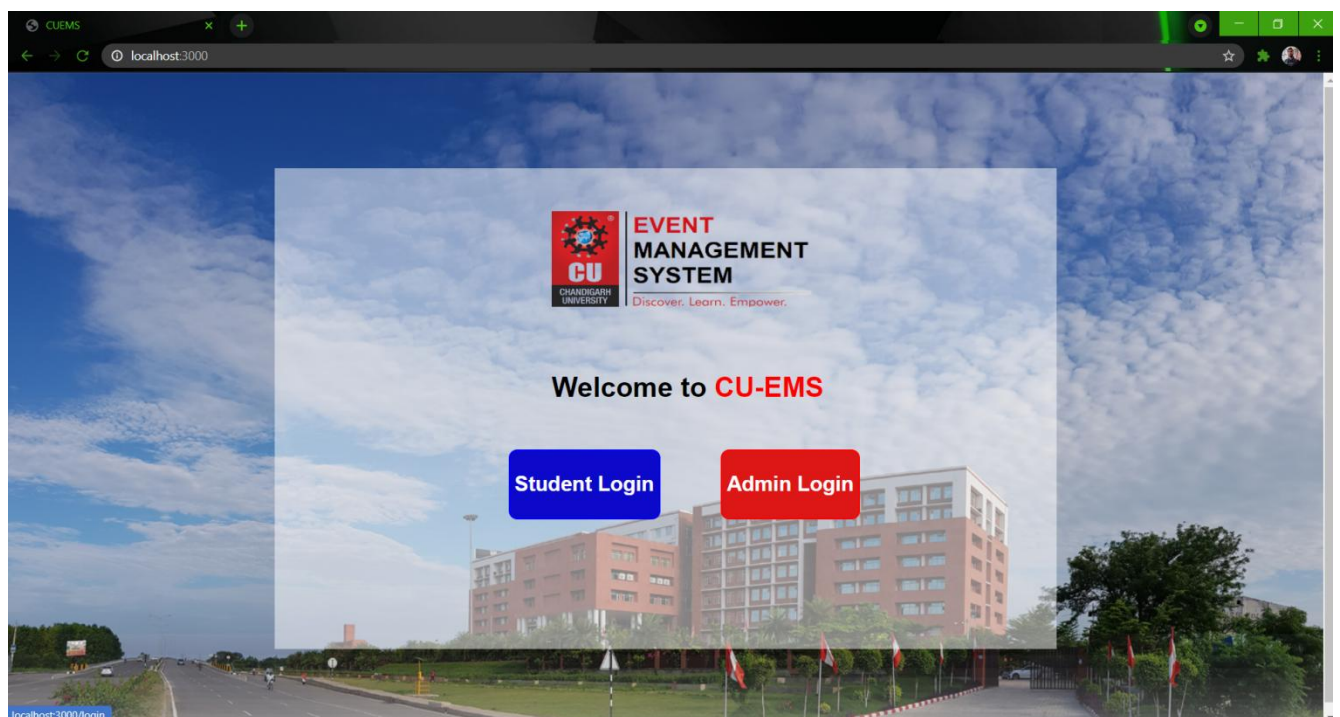 CUEMS
localhost:3000
EVENT
MANAGEMENT
SYSTEM
CU
CHANDIGARH
UNIVERSITY
Discover. Learn. Empower.
Welcome to CU-EMS
Student Login
Admin Login
localhost:3000/login